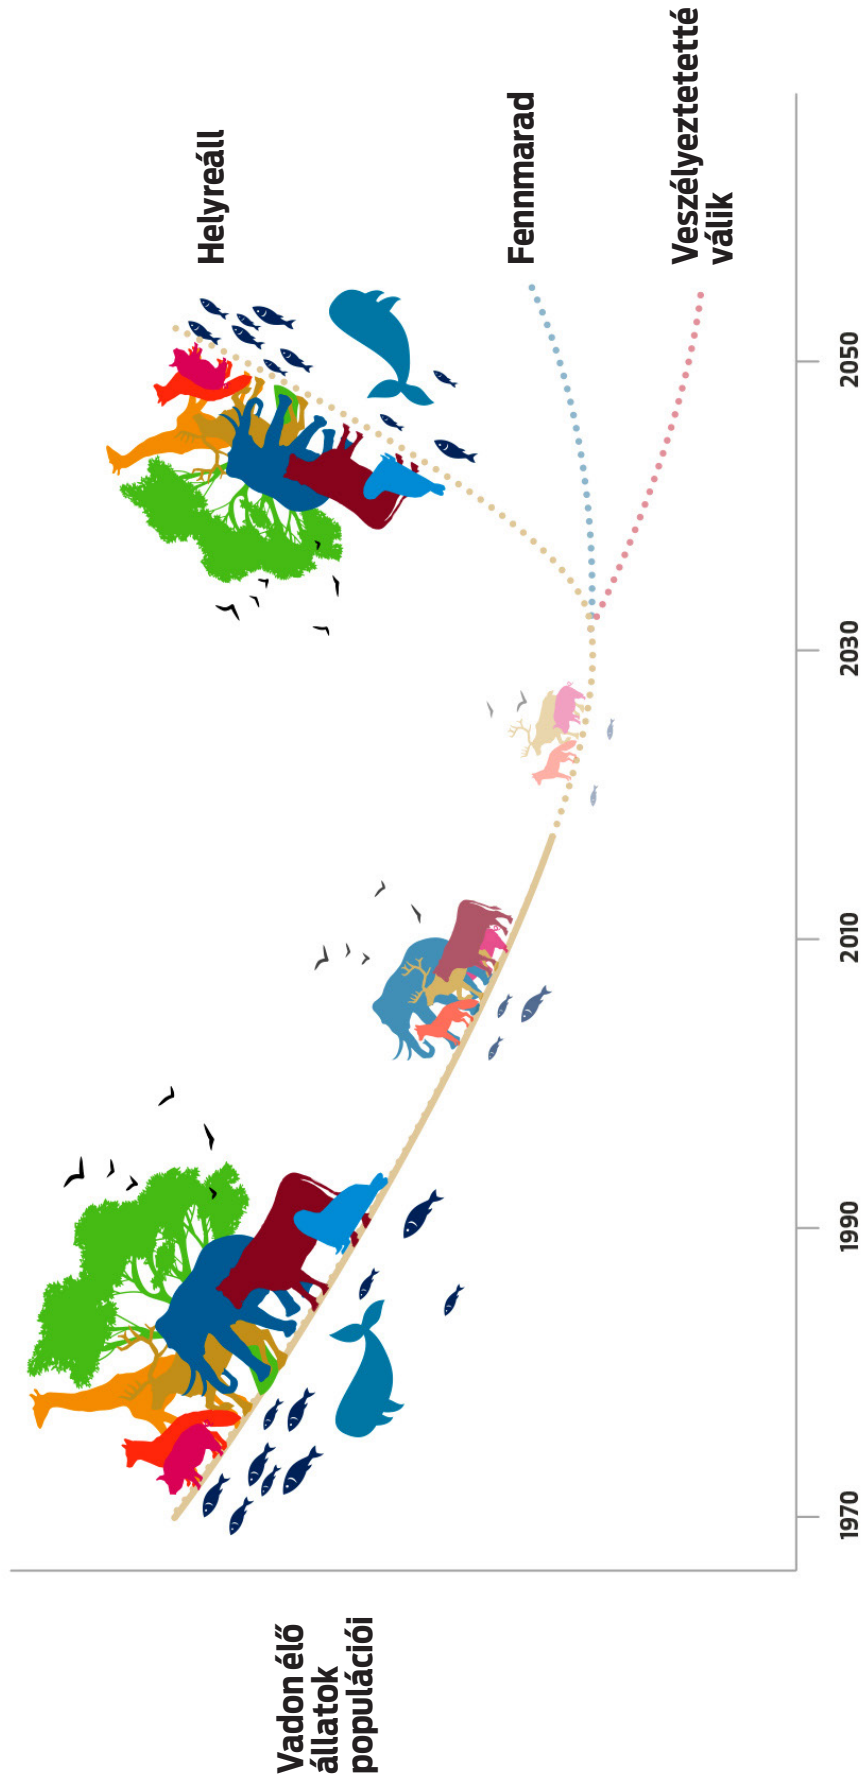 Vadon élő
állatok
populációi
Helyreáll
Fennmarad
Veszélyeztetetté
válik
1970
1990
2010
2030
2050